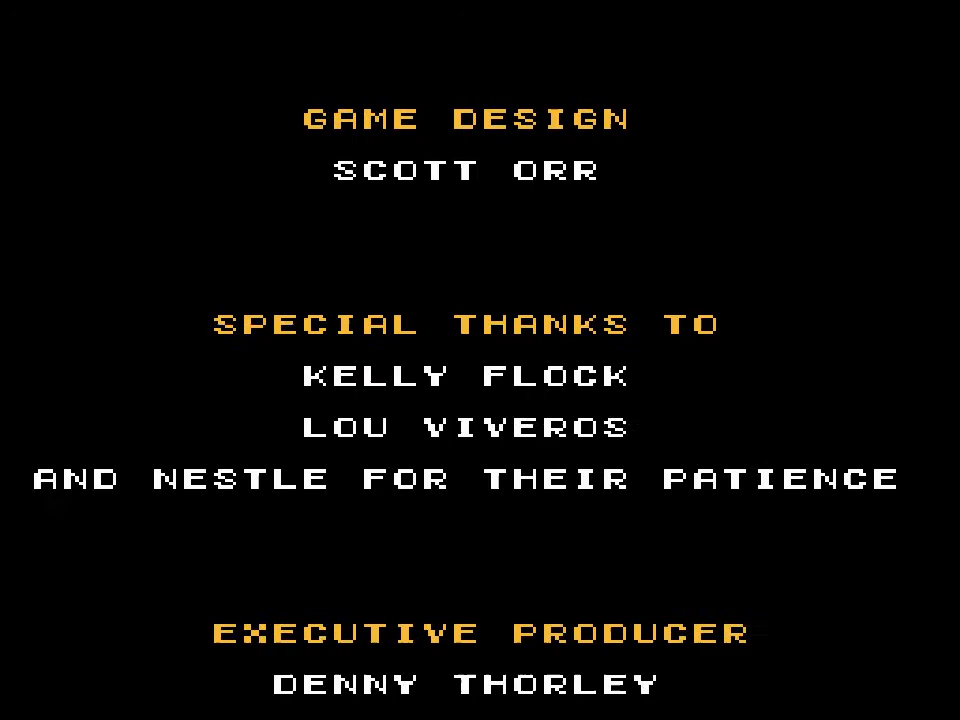 GAME DESIGN
SCOTT ORR
SPECIAL THANKS TO
KELLY FLOCK
LOU VIVEROS
AND NESTLE FOR THEIR PATIENCE
EXECUTIVE PRODUCER
DENNY THORLEY